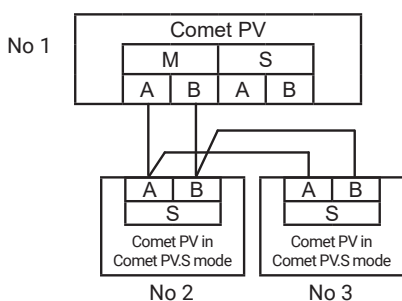 Comet PV
No 1
M S
A B A B
A B A B
S S
Comet PV in Comet PV in
Comet PV.S mode Comet PV.S mode
No 2 No 3